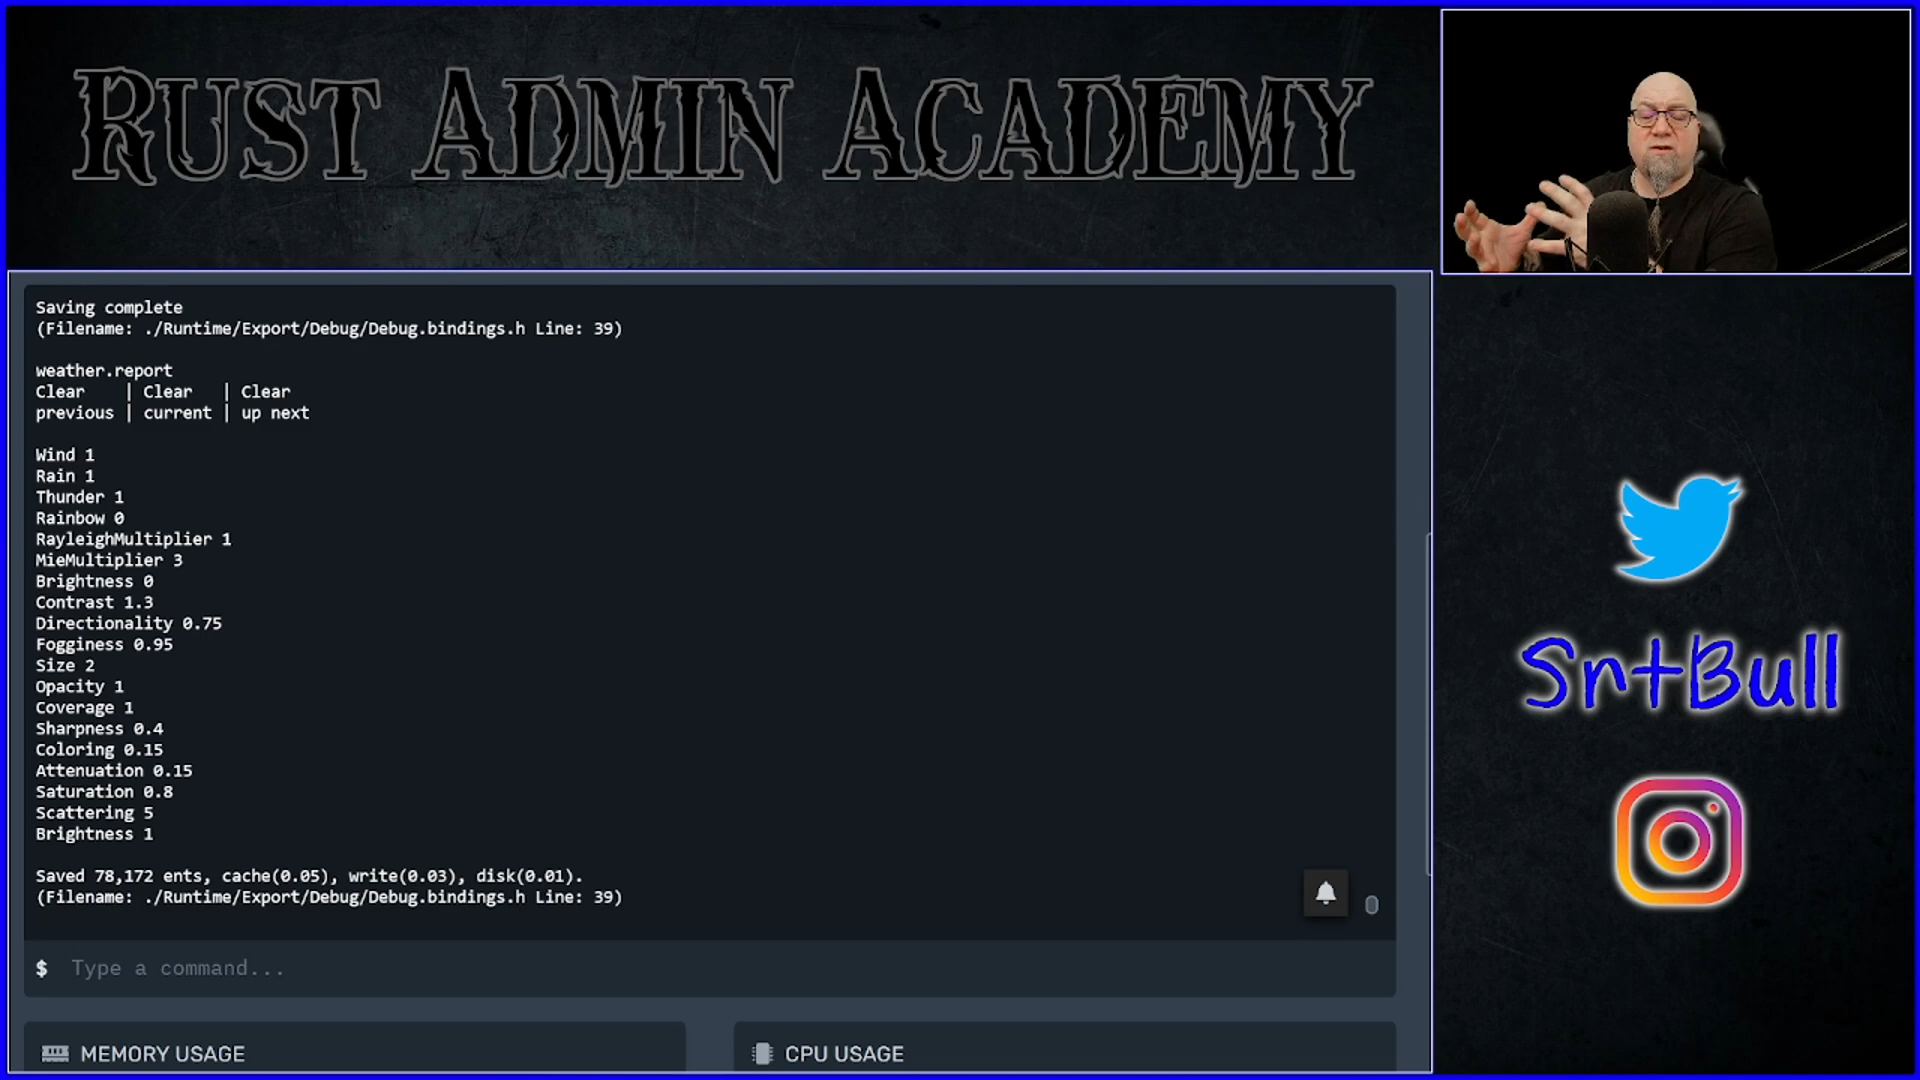 RUST ADMIN ACADEMY
Saving complete
(Filename: ./Runtime/Export/Debug/Debug.bindings.h Line: 39)
weather.report
Clear | Clear | Clear
previous | current | up next
Wind 1
Rain 1
Thunder 1
Rainbow 0
RayleighMultiplier 1
MieMultiplier 3
Brightness 0
Contrast 1.3
Directionality 0.75
Fogginess 0.95
Size 2
Opacity 1
Coverage 1
Sharpness 0.4
Coloring 0.15
Attenuation 0.15
Saturation 0.8
Scattering 5
Brightness 1
Saved 78,172 ents, cache(0.05), write(0.03), disk(0.01).
(Filename: ./Runtime/Export/Debug/Debug.bindings.h Line: 39)
$ Type a command...
MEMORY USAGE
CPU USAGE
SntBull